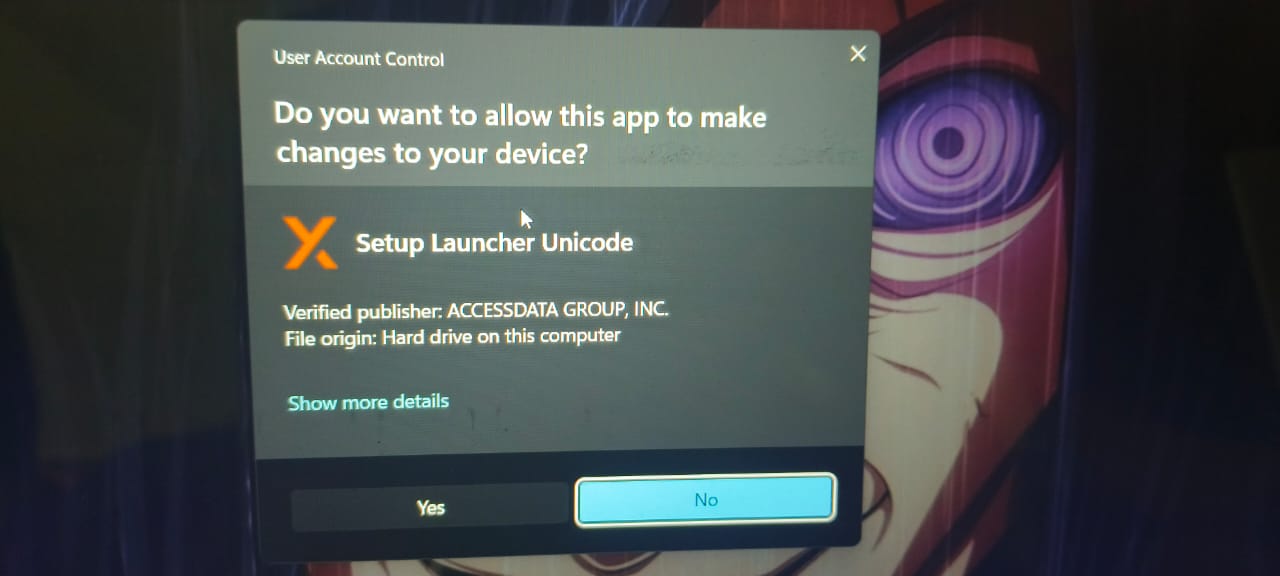 User Account Control
Do you want to allow this app to make
changes to your device?
Setup Launcher Unicode
Verified publisher: ACCESSDATA GROUP, INC.
File origin: Hard drive on this computer
Show more details
Yes
No